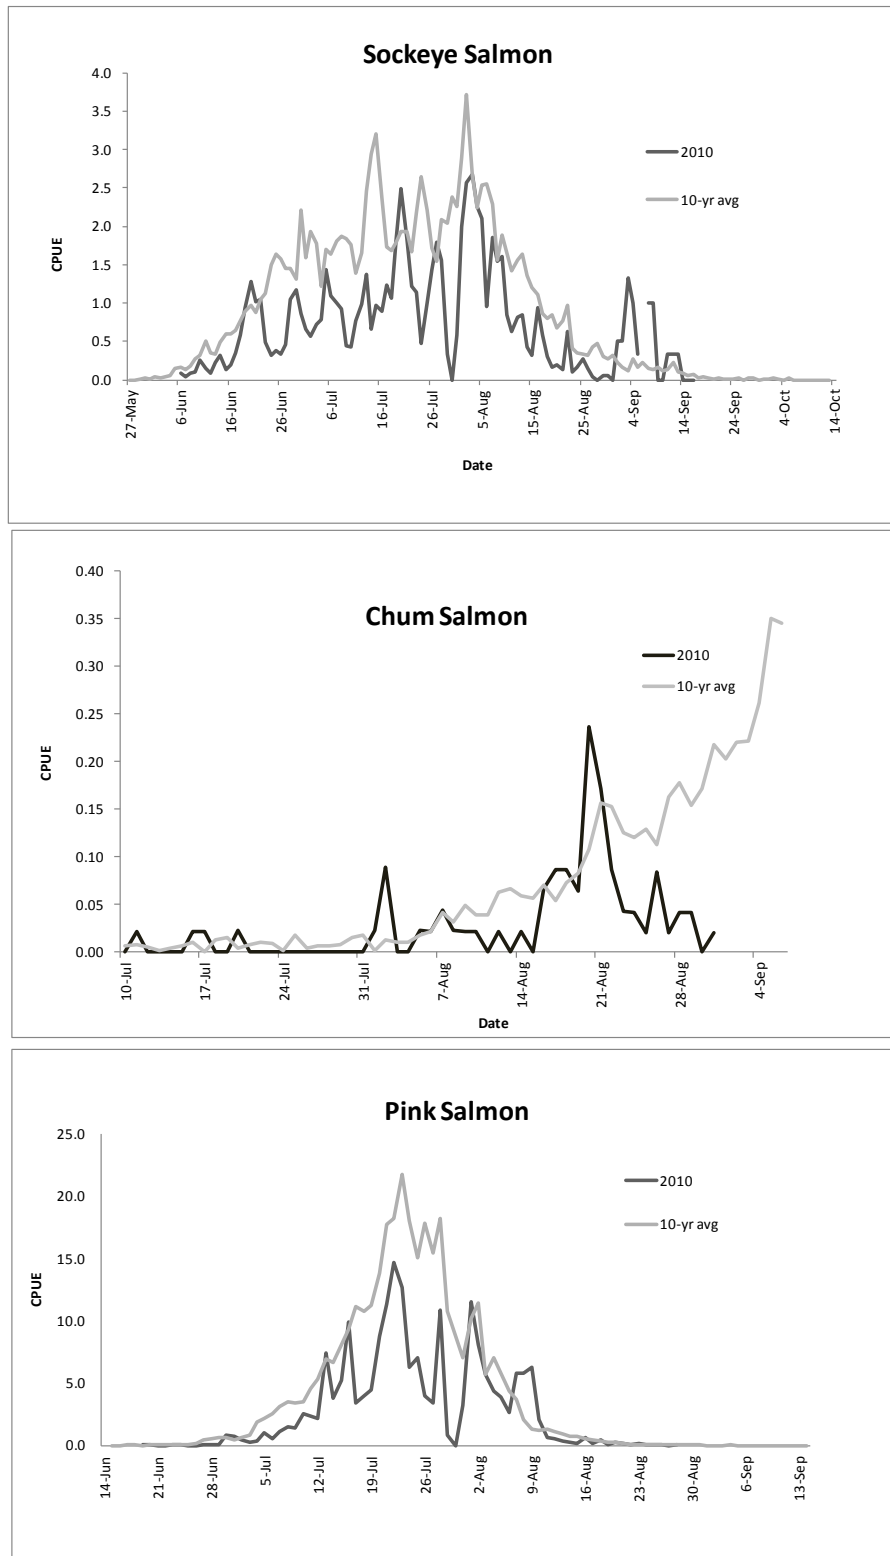 Sockeye Salmon
4.0
3.5
3.0
2.5
2.0
1.5
1.0
0.5
0.0
CPUE
2010
10-yr avg
27-May
6-Jun
16-Jun
26-Jun
6-Jul
16-Jul
26-Jul
5-Aug
15-Aug
25-Aug
4-Sep
14-Sep
24-Sep
4-Oct
14-Oct
Date
Chum Salmon
0.40
0.35
0.30
0.25
0.20
0.15
0.10
0.05
0.00
CPUE
2010
10-yr avg
10-Jul
17-Jul
24-Jul
31-Jul
7-Aug
14-Aug
21-Aug
28-Aug
4-Sep
Date
Pink Salmon
25.0
20.0
15.0
10.0
5.0
0.0
CPUE
2010
10-yr avg
14-Jun
21-Jun
28-Jun
5-Jul
12-Jul
19-Jul
26-Jul
2-Aug
9-Aug
16-Aug
23-Aug
30-Aug
6-Sep
13-Sep